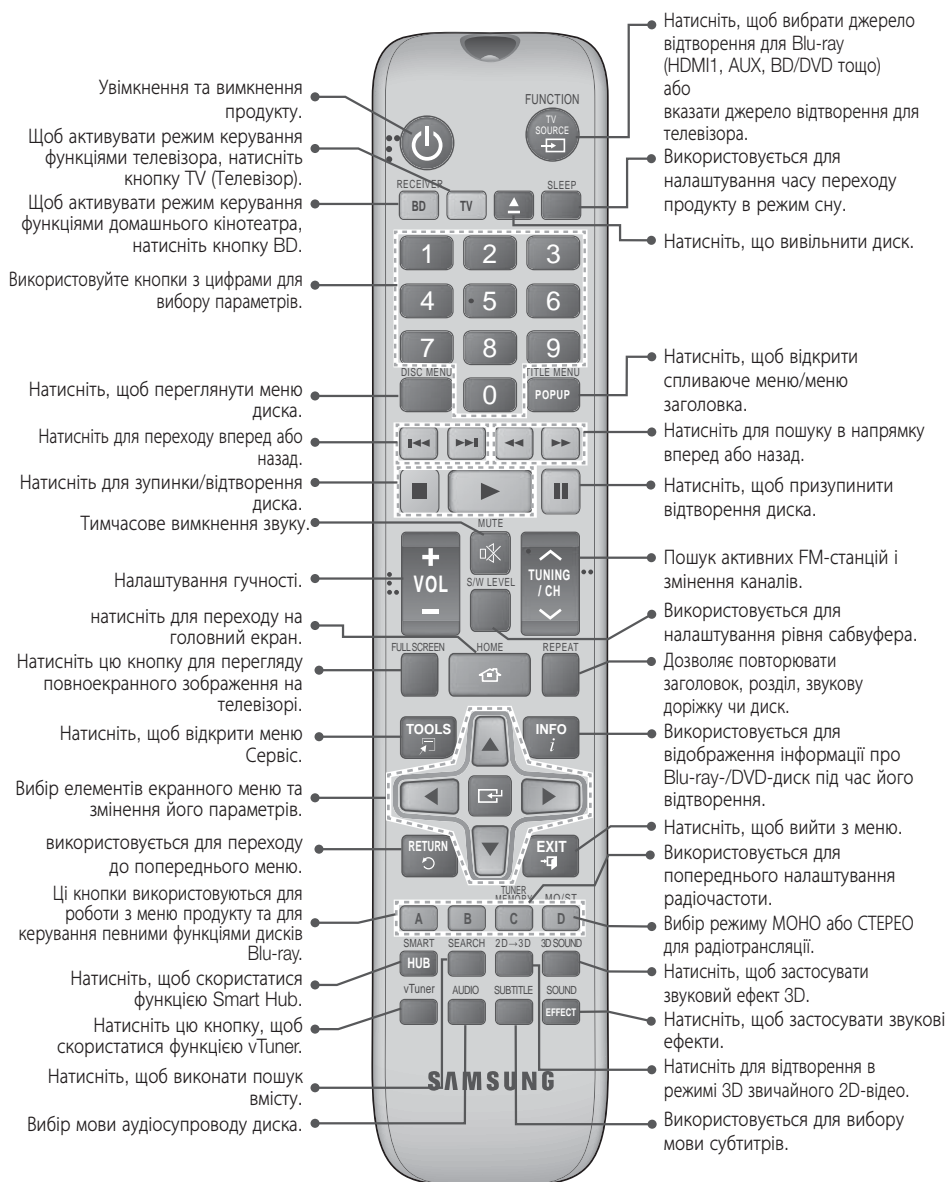 Увімкнення та вимкнення
продукту.
Щоб активувати режим керування
функціями телевізора, натисніть
кнопку TV (Телевізор).
Щоб активувати режим керування
функціями домашнього кінотеатра,
натисніть кнопку BD.
Використовуйте кнопки з цифрами для
вибору параметрів.
Натисніть, щоб переглянути меню
диска.
Натисніть для переходу вперед або
назад.
Натисніть для зупинки/відтворення
диска.
Тимчасове вимкнення звуку.
Налаштування гучності.
натисніть для переходу на
головний екран.
Натисніть цю кнопку для перегляду
повноекранного зображення на
телевізорі.
Натисніть, щоб відкрити меню
Сервіс.
Вибір елементів екранного меню та
змінення його параметрів.
використовується для переходу
до попереднього меню.
Ці кнопки використовуються для
роботи з меню продукту та для
керування певними функціями дисків
Blu-ray.
Натисніть, щоб скористатися
функцією Smart Hub.
Натисніть цю кнопку, щоб
скористатися функцією vTuner.
Натисніть, щоб виконати пошук
вмісту.
Вибір мови аудіосупроводу диска.
FUNCTION
TV
SOURCE
RECEIVER
SLEEP
BD
TV
1
2
3
4
5
6
7
8
9
DISC MENU
TITLE MENU
0
POPUP
MUTE
+
VOL
−
S/W LEVEL
TUNING
/ CH
FULL SCREEN
HOME
REPEAT
TOOLS
INFO
i
RETURN
EXIT
TUNER
MEMORY
MO/ST
A
B
C
D
SMART
SEARCH
2D→3D
3D SOUND
HUB
vTuner
AUDIO
SUBTITLE
SOUND
EFFECT
SAMSUNG
Натисніть, щоб вибрати джерело
відтворення для Blu-ray
(HDMI1, AUX, BD/DVD тощо)
або
вказати джерело відтворення для
телевізора.
Використовується для
налаштування часу переходу
продукту в режим сну.
Натисніть, що вивільнити диск.
Натисніть, щоб відкрити
спливаюче меню/меню
заголовка.
Натисніть для пошуку в напрямку
вперед або назад.
Натисніть, щоб призупинити
відтворення диска.
Пошук активних FM-станцій і
змінення каналів.
Використовується для
налаштування рівня сабвуфера.
Дозволяє повторювати
заголовок, розділ, звукову
доріжку чи диск.
Використовується для
відображення інформації про
Blu-ray-/DVD-диск під час його
відтворення.
Натисніть, щоб вийти з меню.
Використовується для
попереднього налаштування
радіочастоти.
Вибір режиму МОНО або СТЕРЕО
для радіотрансляції.
Натисніть, щоб застосувати
звуковий ефект 3D.
Натисніть, щоб застосувати звукові
ефекти.
Натисніть для відтворення в
режимі 3D звичайного 2D-відео.
Використовується для вибору
мови субтитрів.